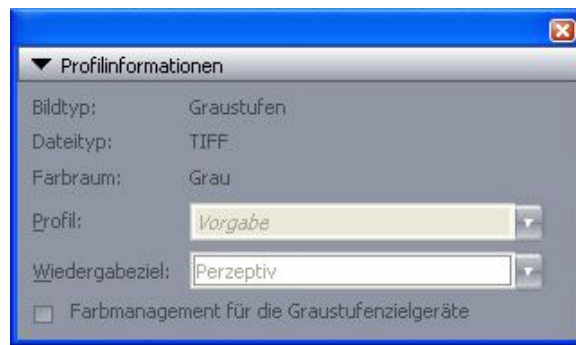 Profilinformationen
Bildtyp: Graustufen
Dateityp: TIFF
Farbraum: Grau
Profil: Vorgabe
Wiedergabeziel: Perzeptiv
Farbmanagement für die Graustufenzielgeräte